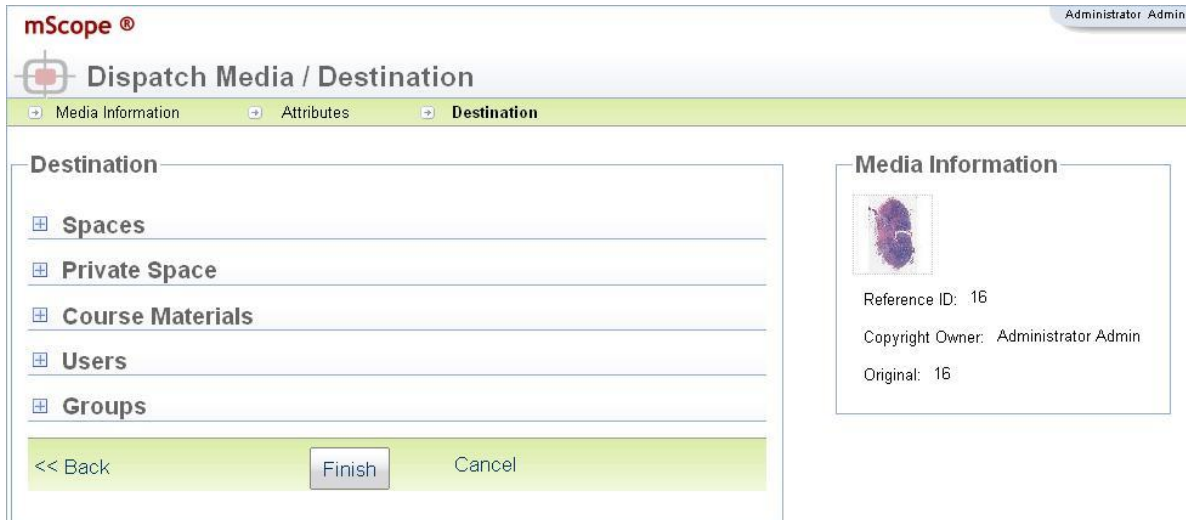 mScope ®
Administrator Admin
Dispatch Media / Destination
Media Information Attributes Destination
Destination
Spaces
Private Space
Course Materials
Users
Groups
<< Back Finish Cancel
Media Information
Reference ID: 16
Copyright Owner: Administrator Admin
Original: 16